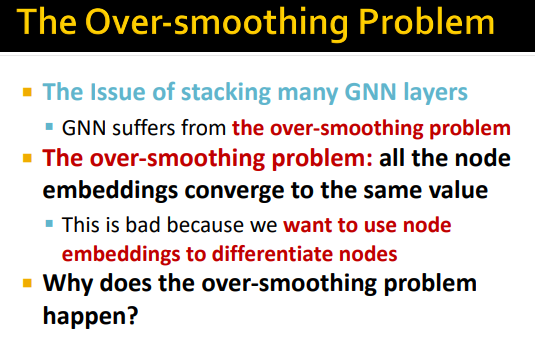 The Over-smoothing Problem
The Issue of stacking many GNN layers
GNN suffers from the over-smoothing problem
The over-smoothing problem: all the node
embeddings converge to the same value
This is bad because we want to use node
embeddings to differentiate nodes
Why does the over-smoothing problem
happen?